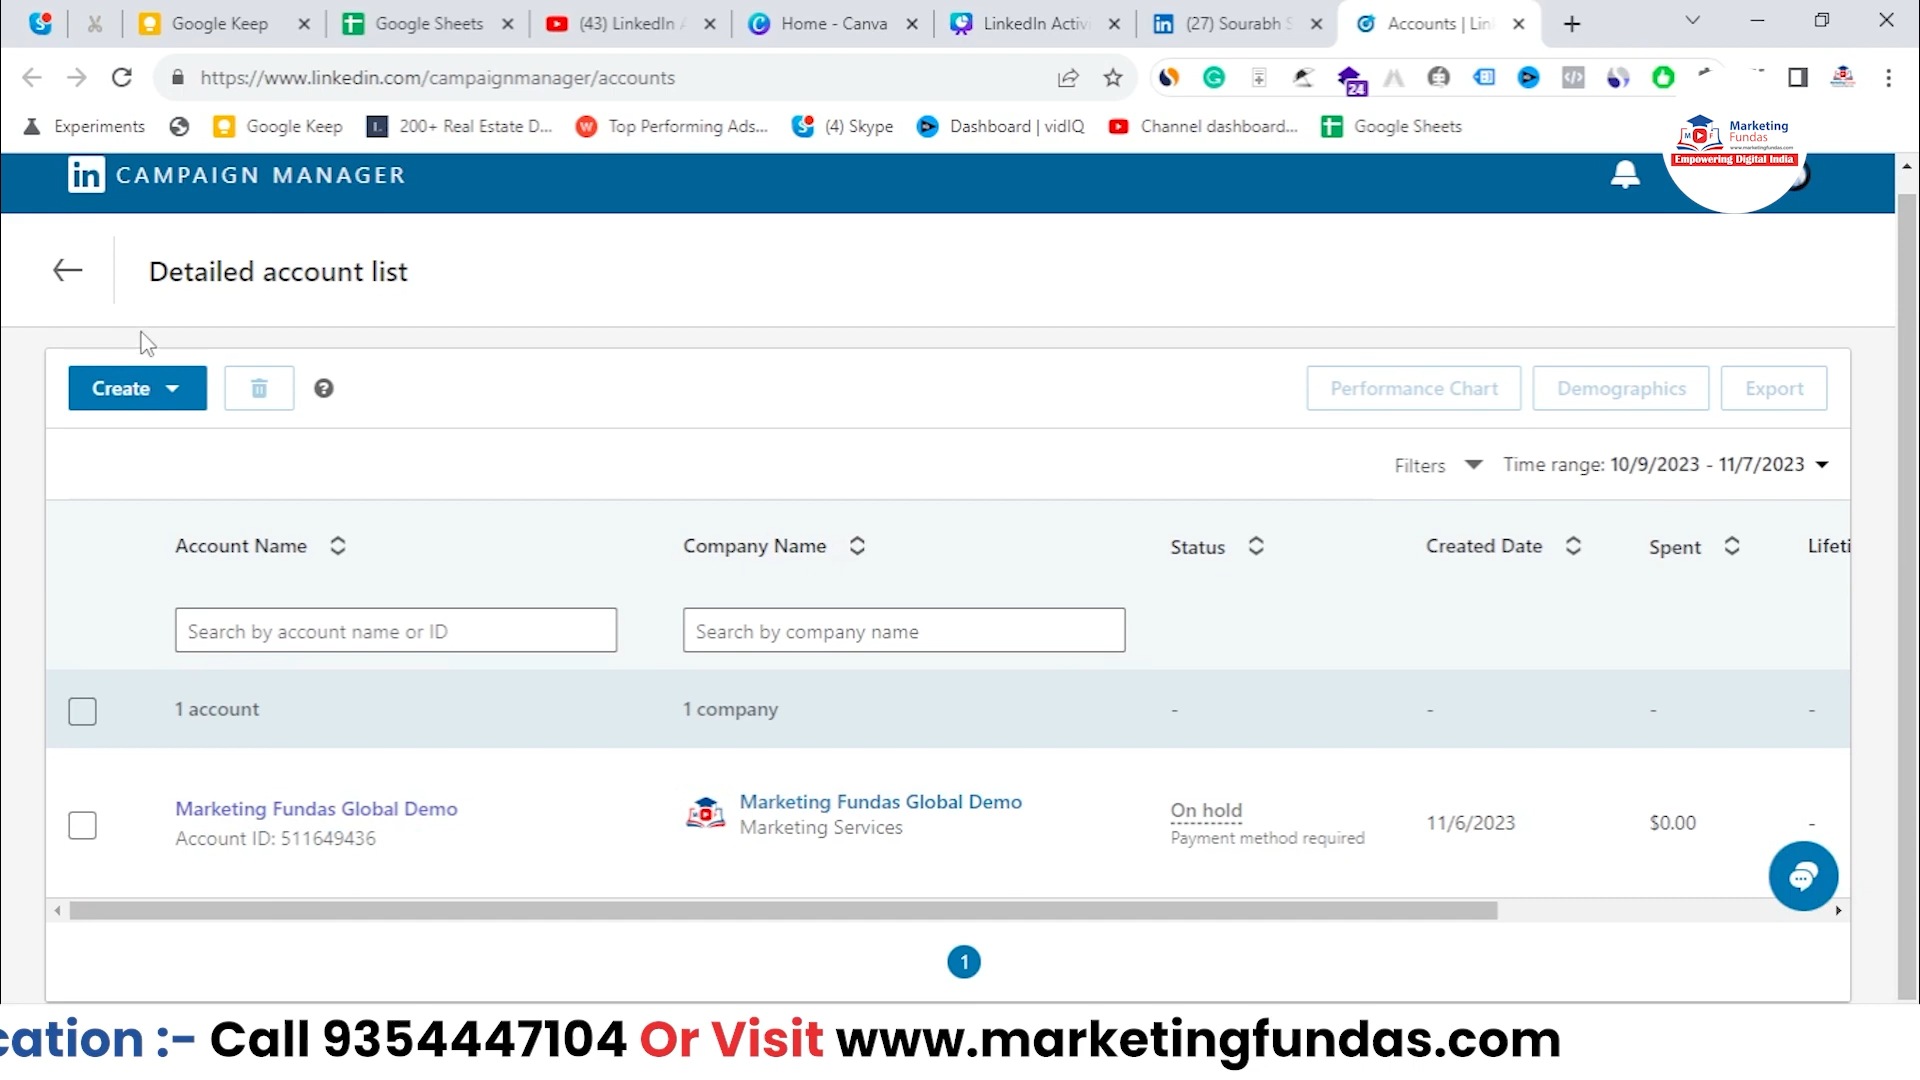 Google Keep
Google Sheets
(43) LinkedIn
Home - Canva
LinkedIn Activ
(27) Sourabh S
Accounts | Lin
https://www.linkedin.com/campaignmanager/accounts
24
Experiments
Google Keep
200+ Real Estate D...
Top Performing Ads...
(4) Skype
Dashboard | vidIQ
Channel dashboard...
Google Sheets
Marketing
Fundas
www.marketingfundas.com
Empowering Digital India
in CAMPAIGN MANAGER
Detailed account list
Create
Performance Chart
Demographics
Export
Filters
Time range: 10/9/2023 - 11/7/2023
Account Name
Company Name
Status
Created Date
Spent
Lifeti
Search by account name or ID
Search by company name
1 account
1 company
-
-
-
-
Marketing Fundas Global Demo
Account ID: 511649436
Marketing Fundas Global Demo
Marketing Services
On hold
Payment method required
11/6/2023
$0.00
-
1
cation :- Call 9354447104 Or Visit www.marketingfundas.com